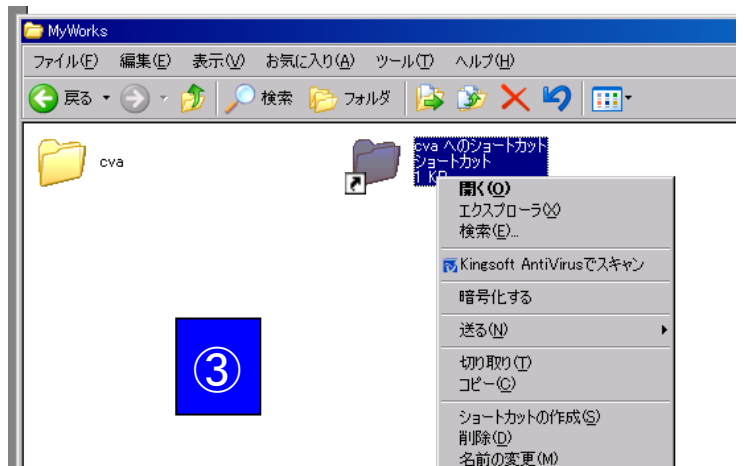 MyWorks
ファイル(F) 編集(E) 表示(V) お気に入り(A) ツール(T) ヘルプ(H)
戻る 検索 フォルダ
cva
cva へのショートカット
ショートカット
1 KB
開く(O)
エクスプローラ(X)
検索(E)...
Kingsoft AntiVirusでスキャン
暗号化する
送る(N)
③
切り取り(T)
コピー(C)
ショートカットの作成(S)
削除(D)
名前の変更(M)